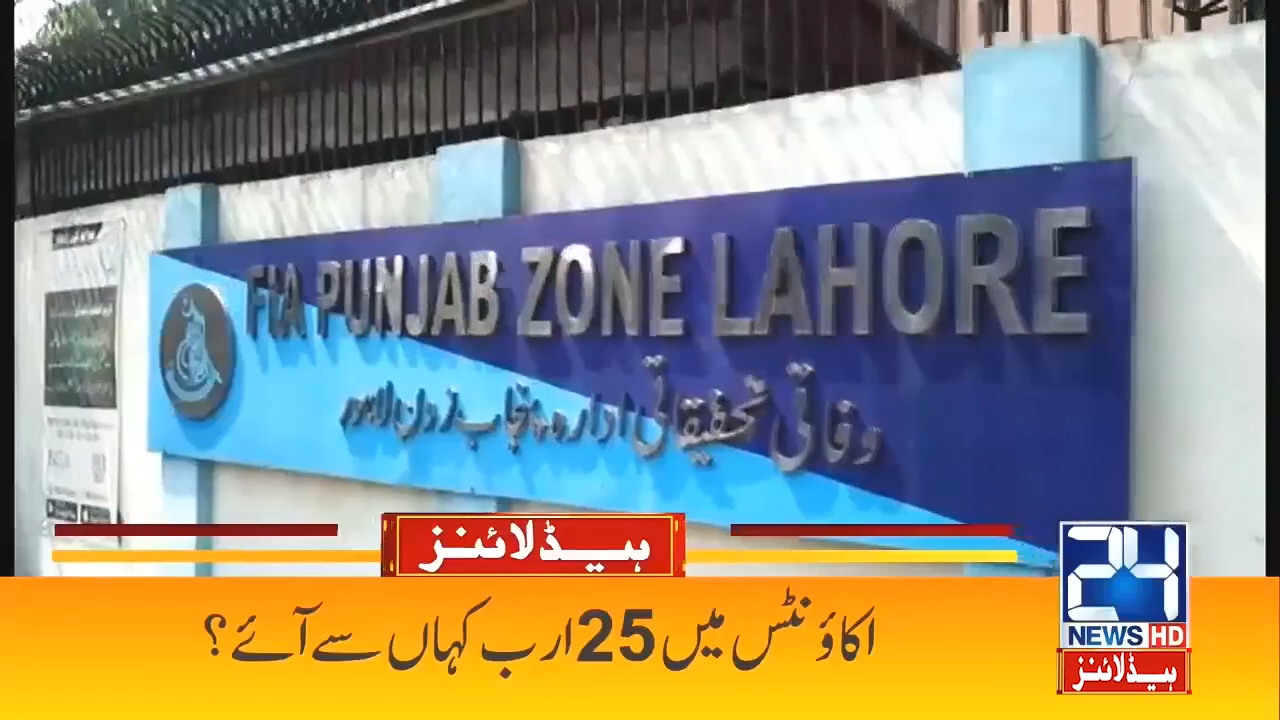 FIA PUNJAB ZONE LAHORE
وفاقی تحقیقاتی ادارہ پنجاب زون لاہور
ہیڈلائنز
اکاؤنٹس میں 25 ارب کہاں سے آئے؟
24
NEWS HD
ہیڈلائنز